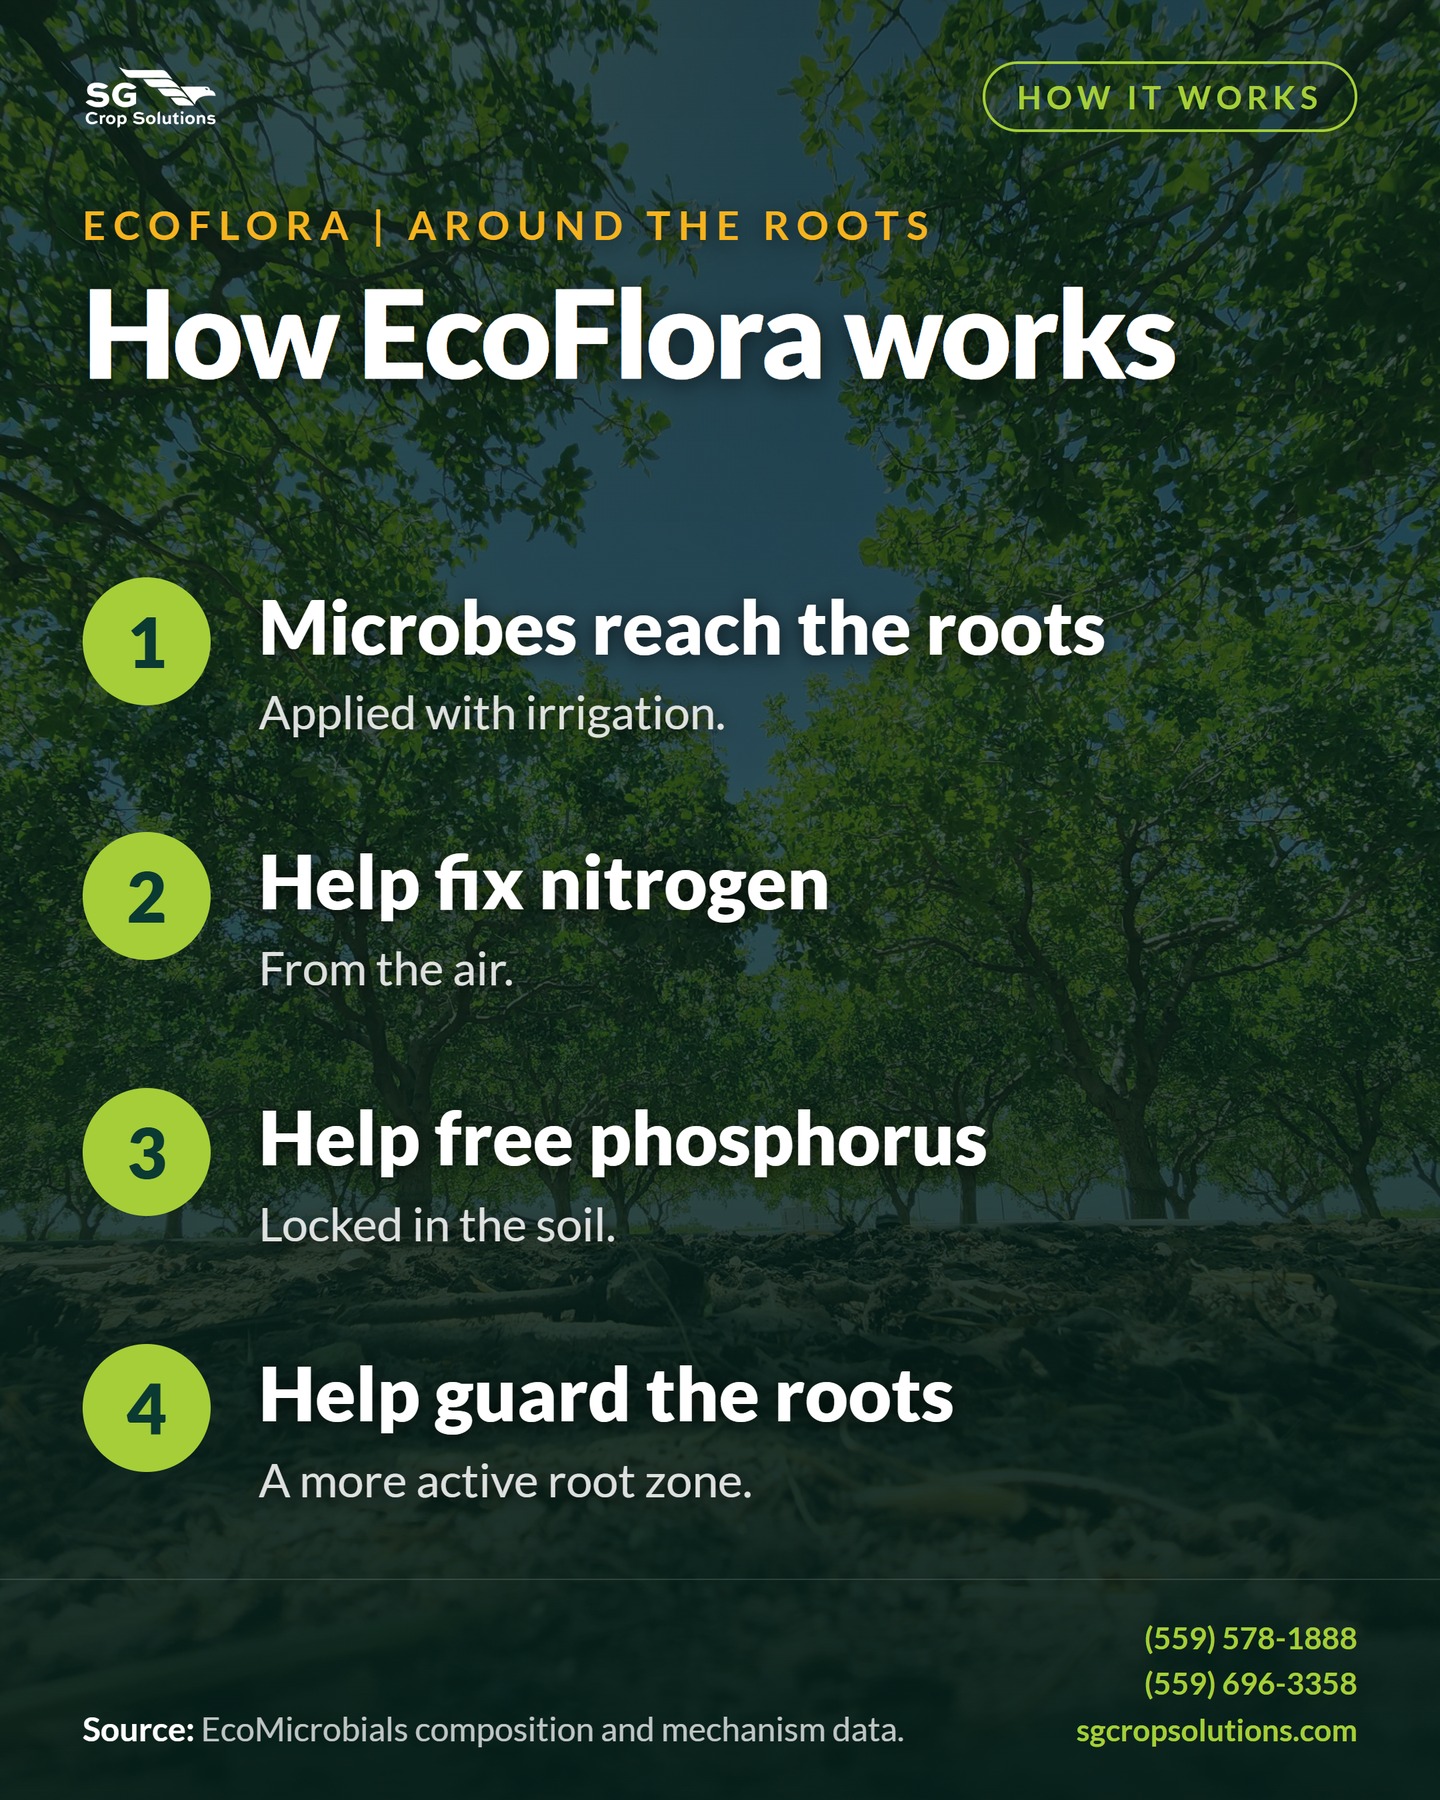 SG
Crop Solutions
HOW IT WORKS
ECOFLORA | AROUND THE ROOTS
How EcoFlora works
1
Microbes reach the roots
Applied with irrigation.
2
Help fix nitrogen
From the air.
3
Help free phosphorus
Locked in the soil.
4
Help guard the roots
A more active root zone.
(559) 578-1888
(559) 696-3358
Source: EcoMicrobials composition and mechanism data.
sgcropsolutions.com